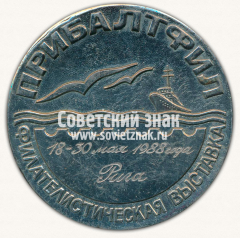 ПРИБАЛТФИЛ
Советский знак
www.sovietznak.ru
18-30 мая 1988 года
Рига
ФИЛАТЕЛИСТИЧЕСКАЯ ВЫСТАВКА